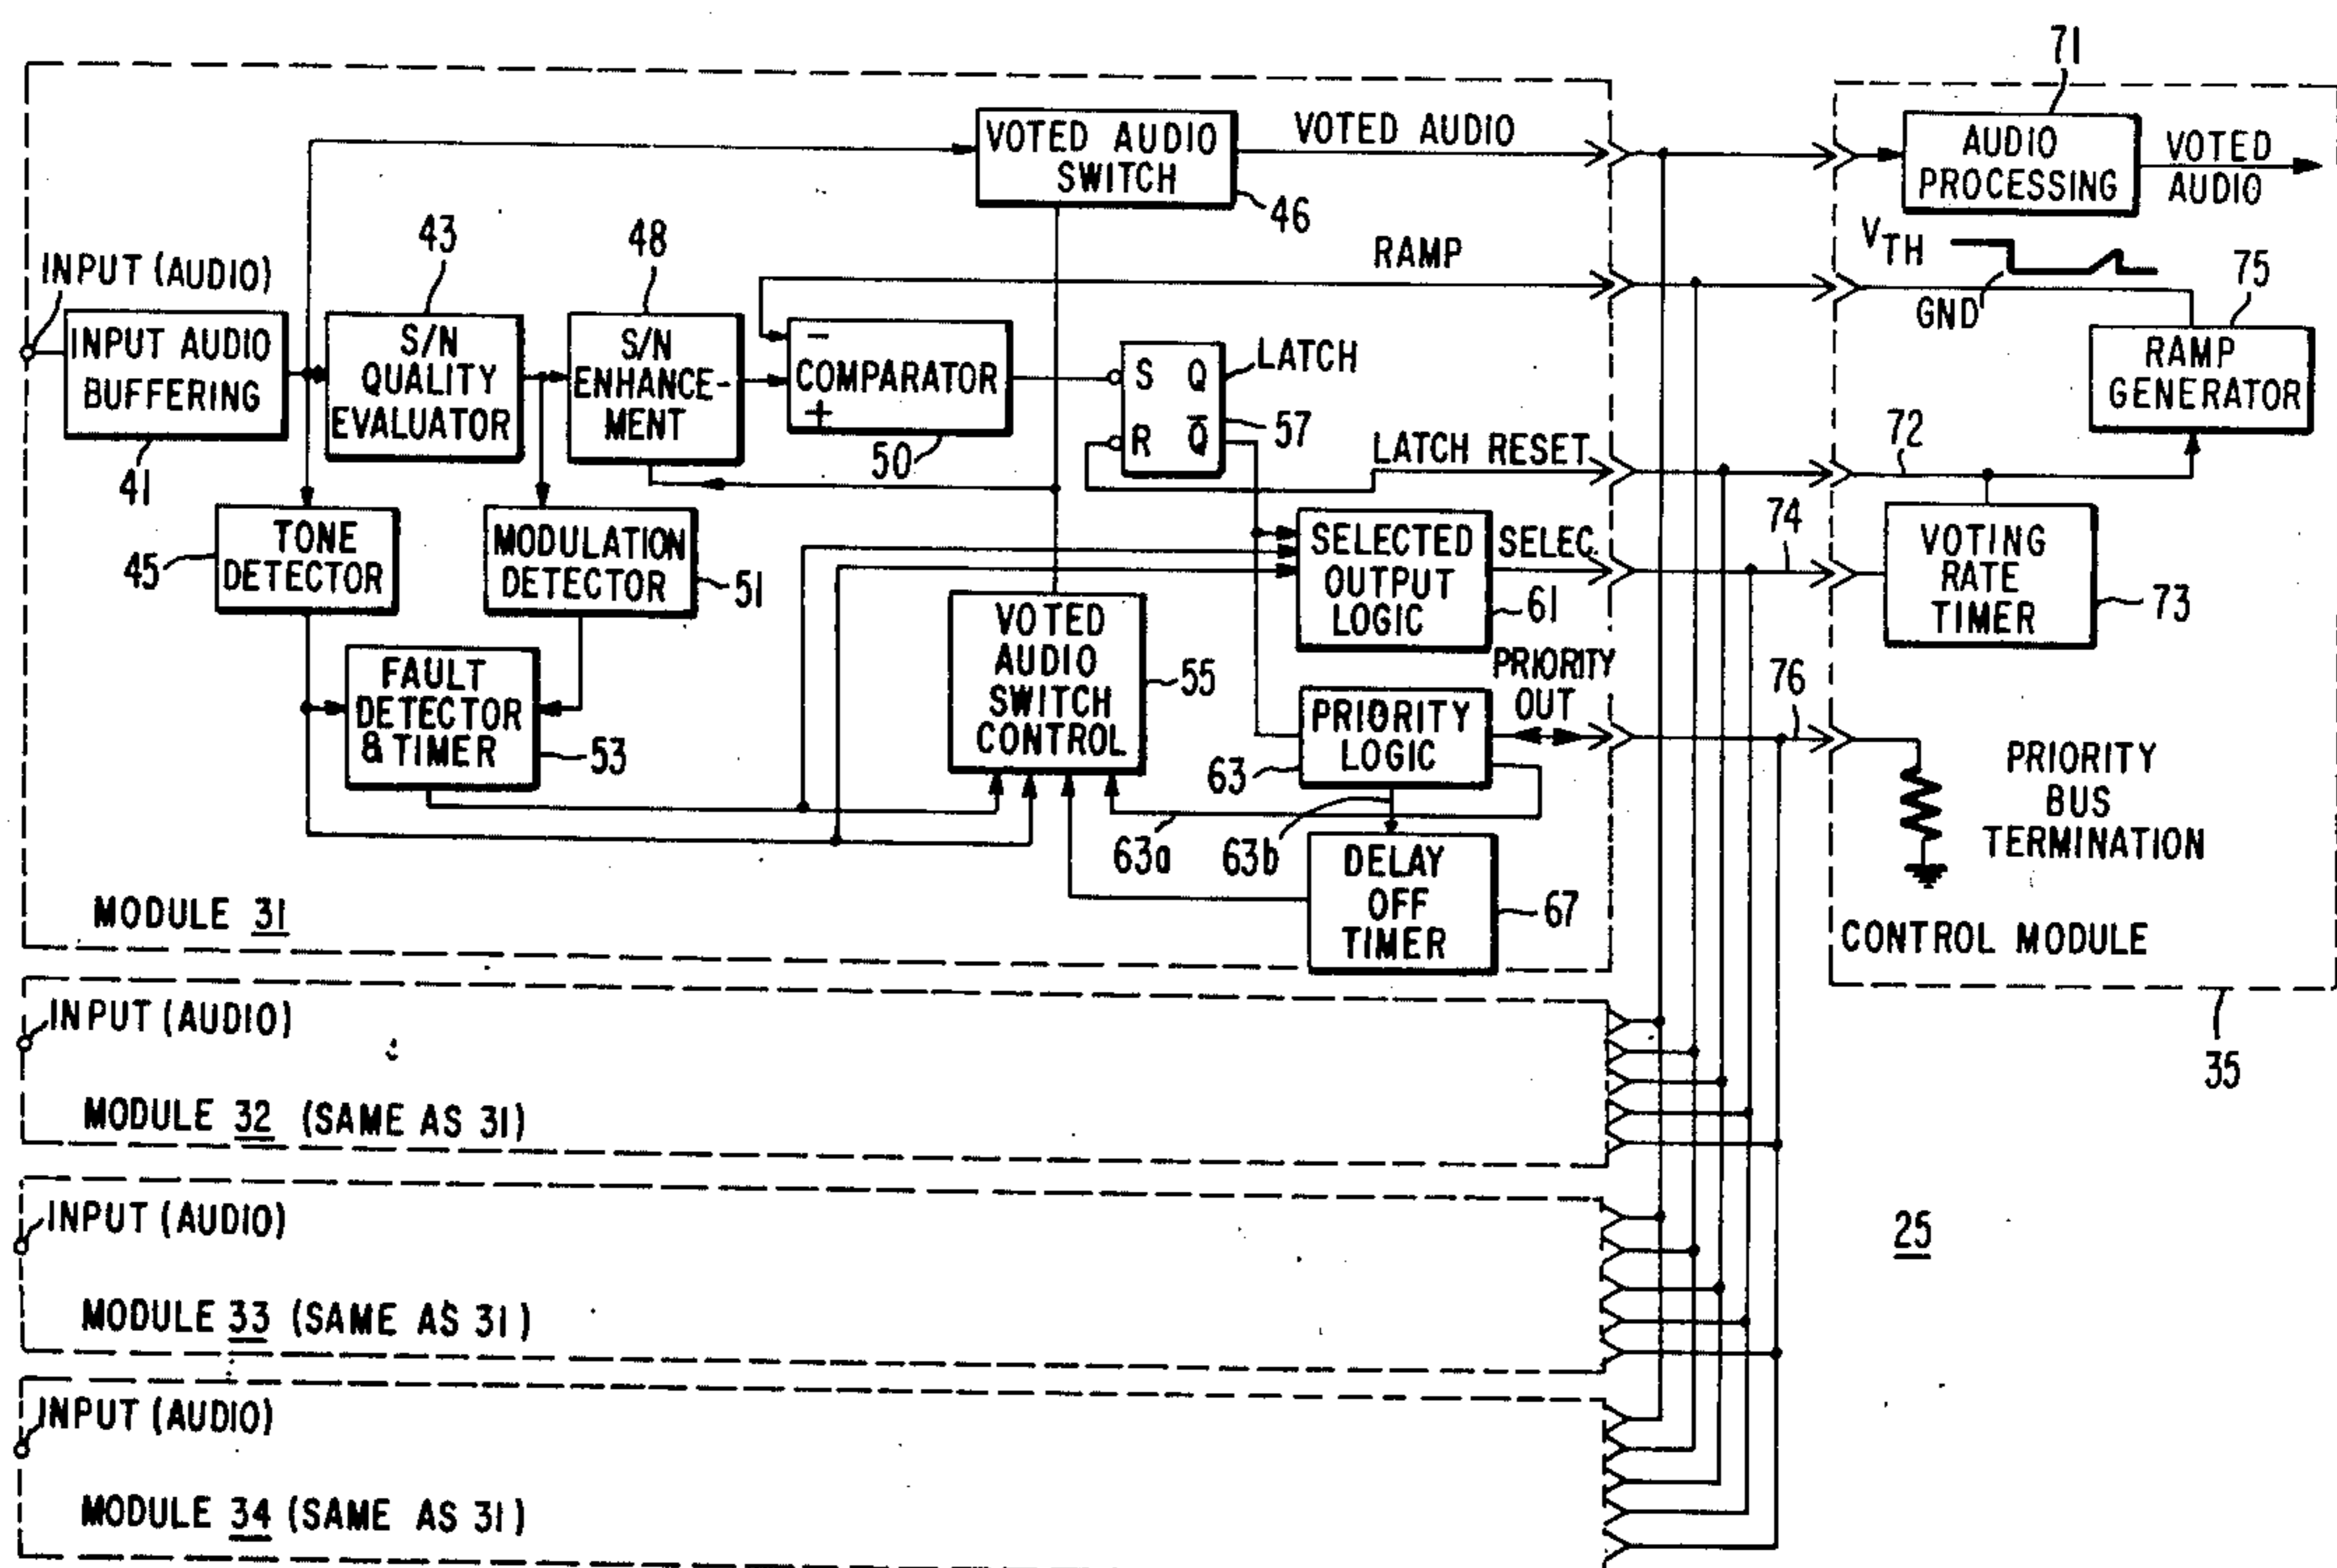 71
VOTED AUDIO
SWITCH
46
VOTED AUDIO
AUDIO
PROCESSING
VOTED
AUDIO
INPUT (AUDIO)
43
48
RAMP
VTH
GND
75
INPUT AUDIO
BUFFERING
41
S/N
QUALITY
EVALUATOR
S/N
ENHANCE-
MENT
−
COMPARATOR
+
50
S Q
R Q̅
LATCH
57
LATCH RESET
72
RAMP
GENERATOR
45
TONE
DETECTOR
MODULATION
DETECTOR
51
SELECTED
OUTPUT
LOGIC
61
SELEC.
74
VOTING
RATE
TIMER
73
FAULT
DETECTOR
& TIMER
53
VOTED
AUDIO
SWITCH
CONTROL
55
PRIORITY
LOGIC
63
PRIORITY
OUT
76
PRIORITY
BUS
TERMINATION
63a
63b
DELAY
OFF
TIMER
67
MODULE 31
CONTROL MODULE
35
INPUT (AUDIO)
MODULE 32 (SAME AS 31)
INPUT (AUDIO)
MODULE 33 (SAME AS 31)
25
INPUT (AUDIO)
MODULE 34 (SAME AS 31)